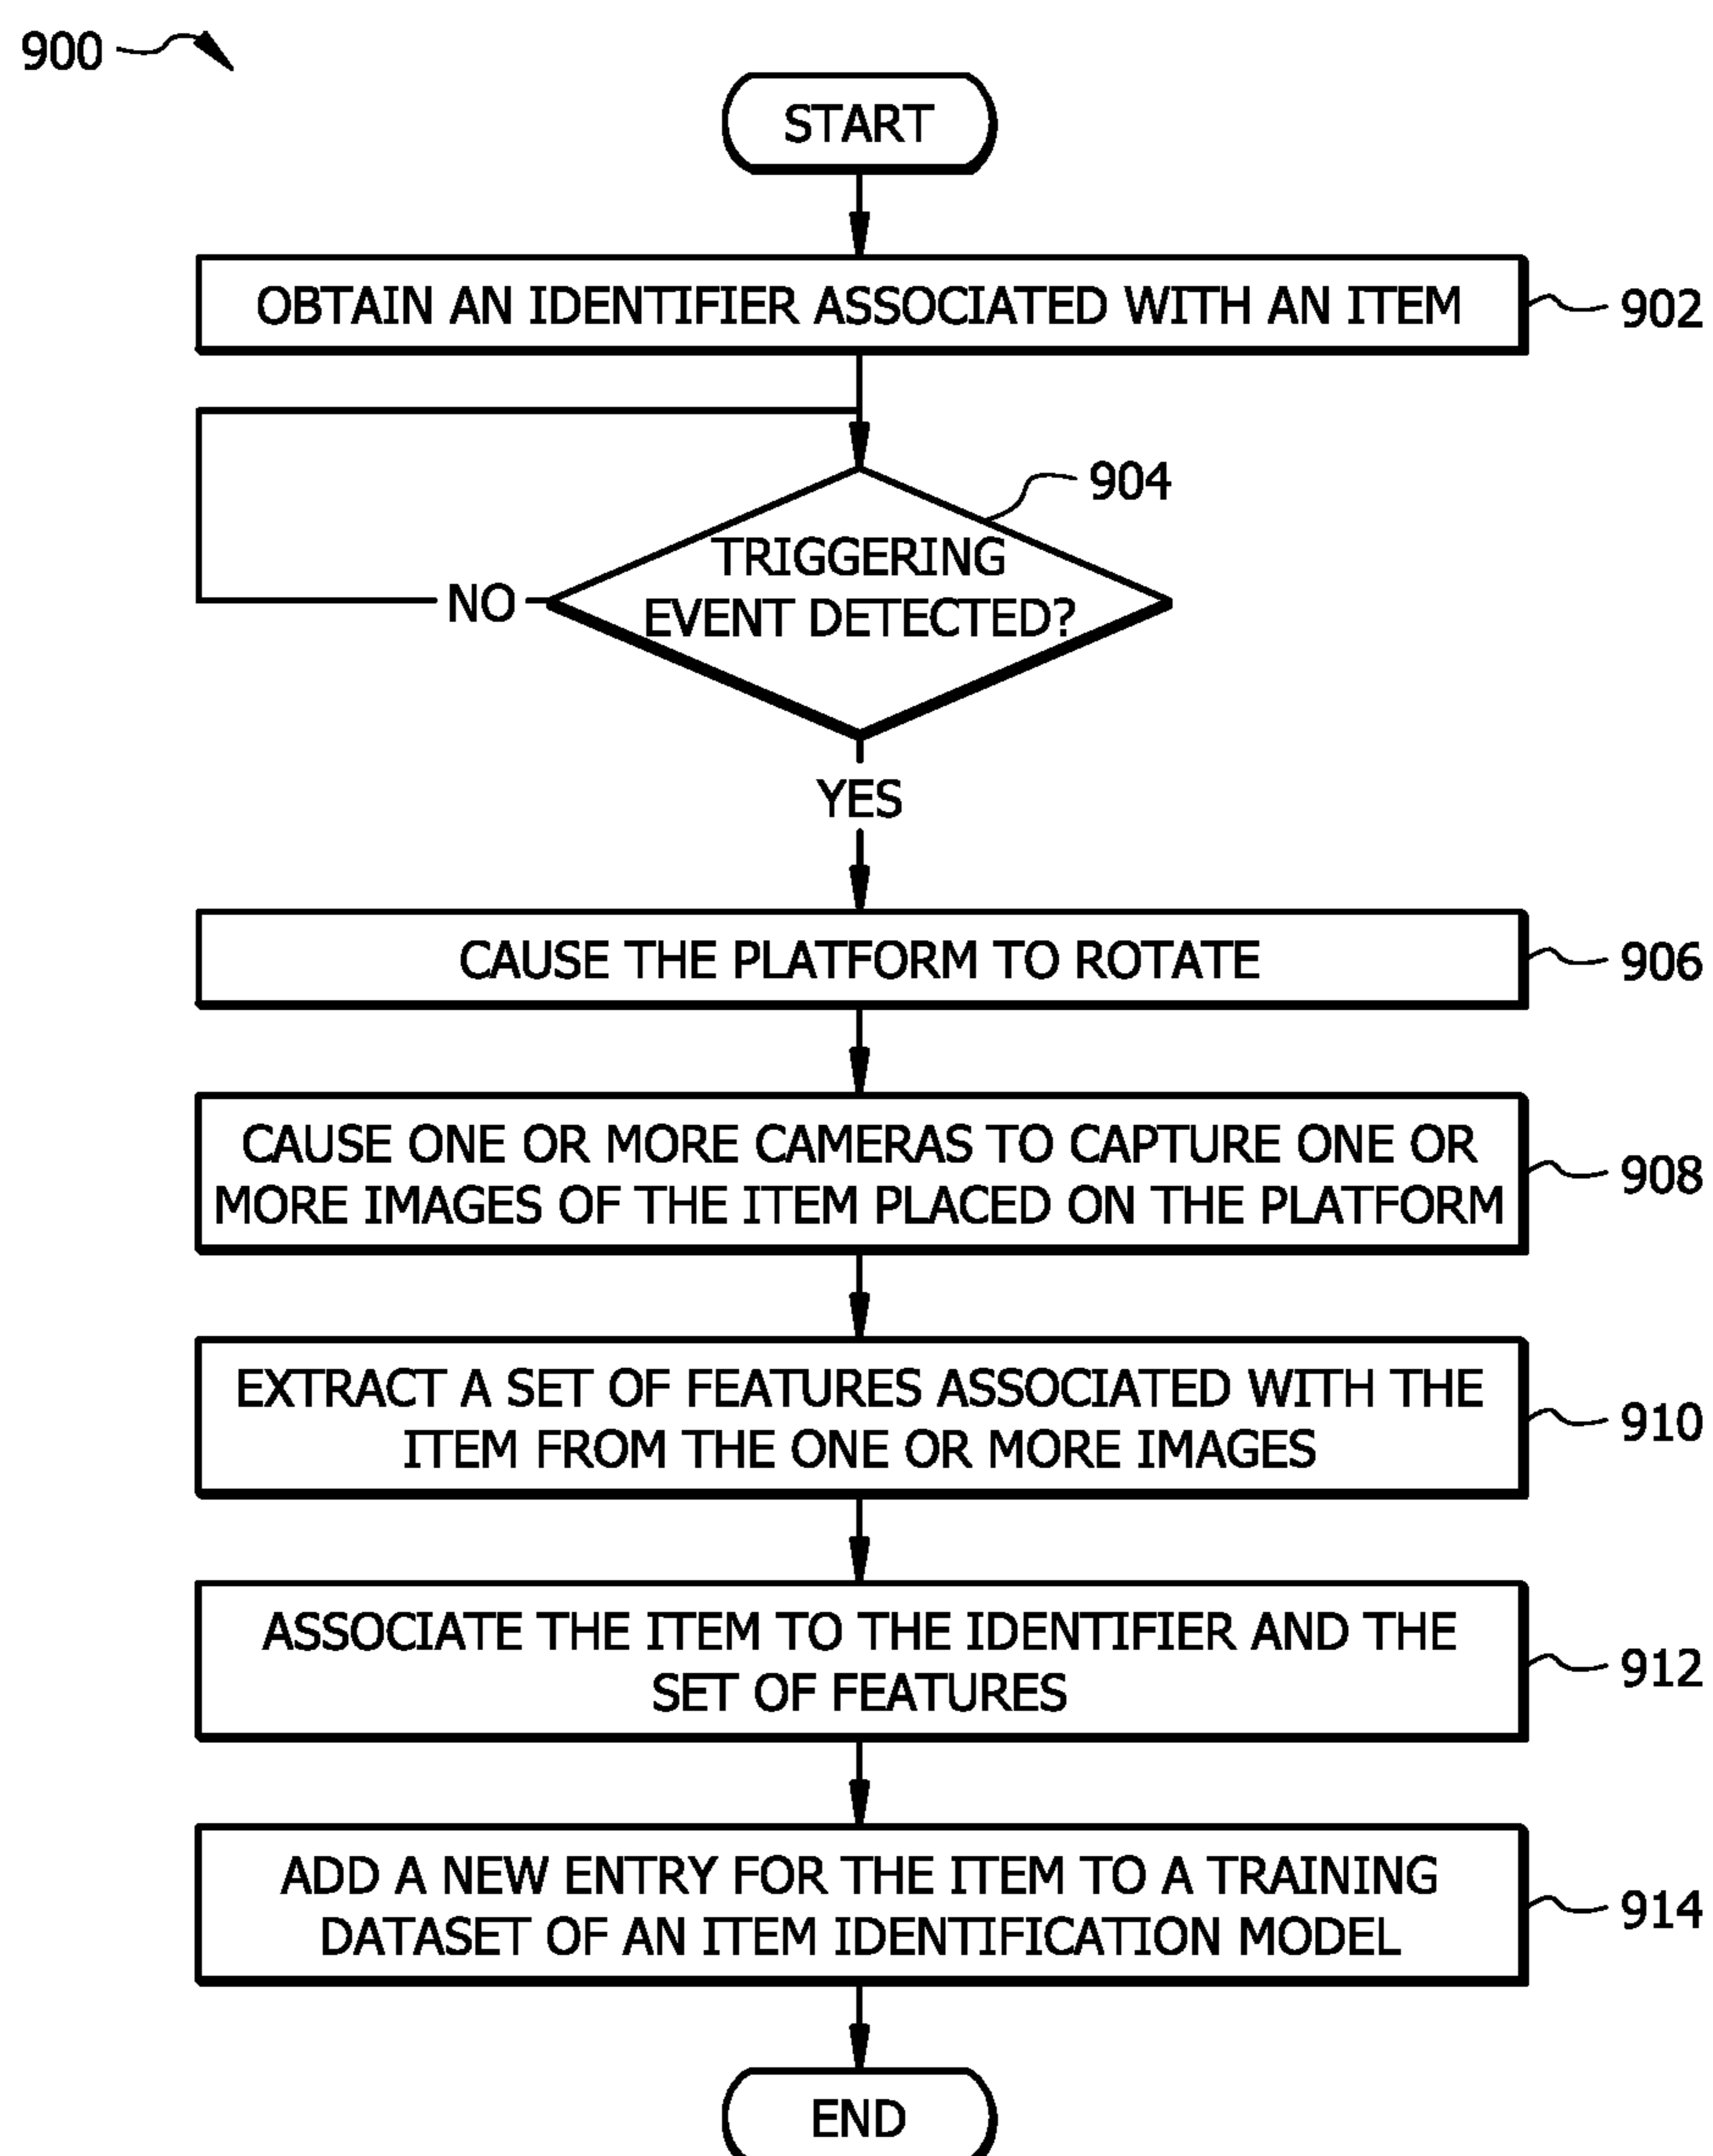 900
START
OBTAIN AN IDENTIFIER ASSOCIATED WITH AN ITEM
902
904
TRIGGERING
EVENT DETECTED?
NO
YES
CAUSE THE PLATFORM TO ROTATE
906
CAUSE ONE OR MORE CAMERAS TO CAPTURE ONE OR
MORE IMAGES OF THE ITEM PLACED ON THE PLATFORM
908
EXTRACT A SET OF FEATURES ASSOCIATED WITH THE
ITEM FROM THE ONE OR MORE IMAGES
910
ASSOCIATE THE ITEM TO THE IDENTIFIER AND THE
SET OF FEATURES
912
ADD A NEW ENTRY FOR THE ITEM TO A TRAINING
DATASET OF AN ITEM IDENTIFICATION MODEL
914
END